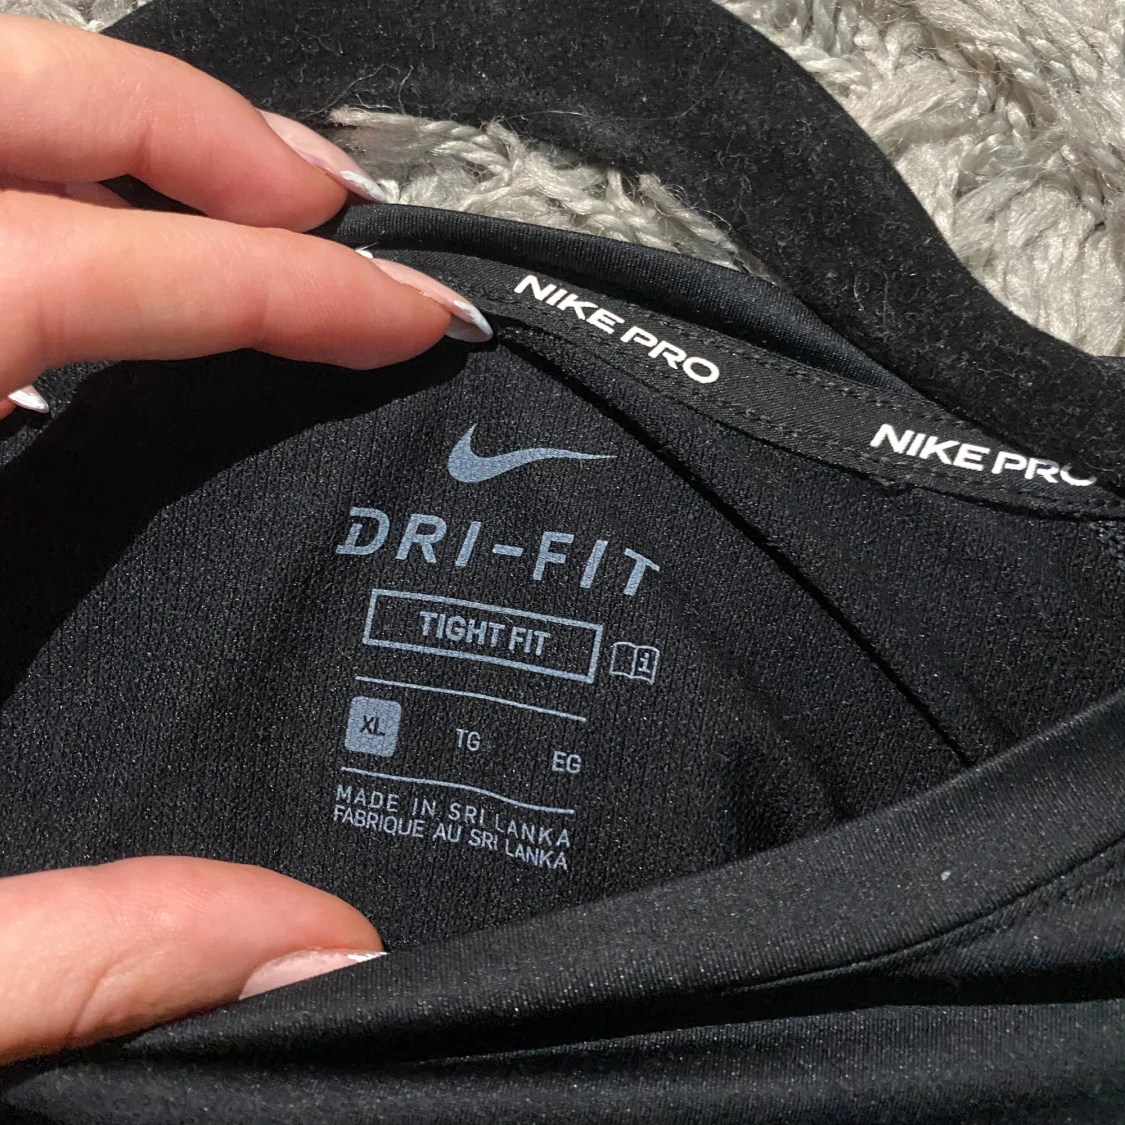 NIKE PRO
NIKE PRO
DRI-FIT
TIGHT FIT
XL TG EG
MADE IN SRI LANKA
FABRIQUE AU SRI LANKA